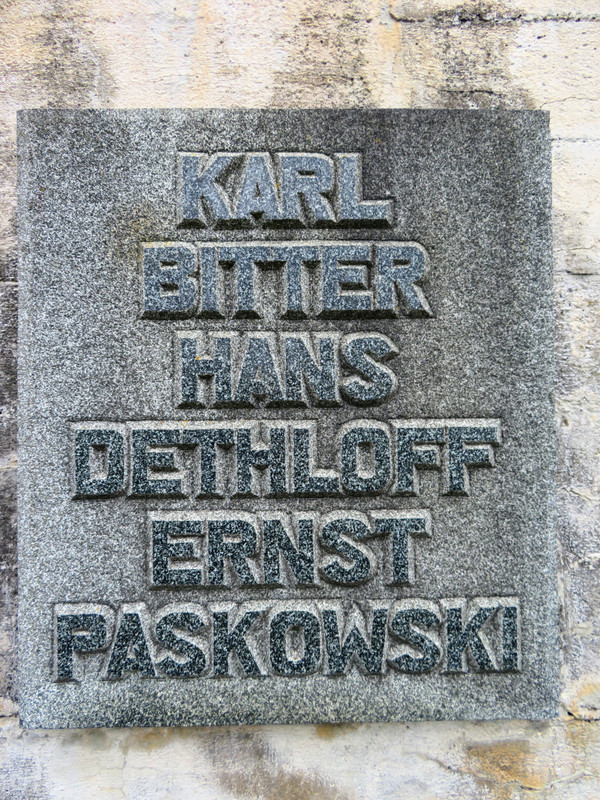 KARL
BITTER
HANS
DETHLOFF
ERNST
PASKOWSKI